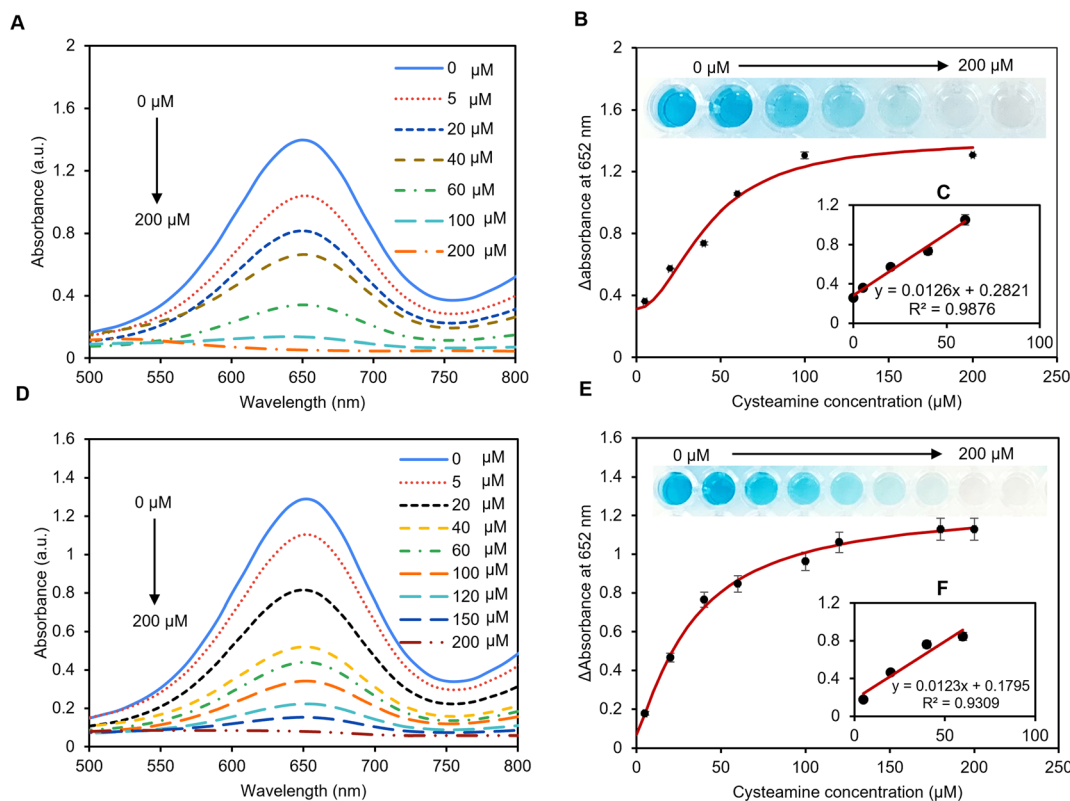 A
2
1.6
1.2
0.8
0.4
0
500
550
600
650
700
750
800
Absorbance (a.u.)
Wavelength (nm)
0 µM
200 µM
0 µM
5 µM
20 µM
40 µM
60 µM
100 µM
200 µM
B
2
1.6
1.2
0.8
0.4
0
0
50
100
150
200
250
Δabsorbance at 652 nm
Cysteamine concentration (µM)
0 µM
200 µM
C
1.2
0.8
0.4
0
0
50
100
y = 0.0126x + 0.2821
R² = 0.9876
D
1.6
1.4
1.2
1
0.8
0.6
0.4
0.2
0
500
550
600
650
700
750
800
Absorbance (a.u.)
Wavelength (nm)
0 µM
200 µM
0 µM
5 µM
20 µM
40 µM
60 µM
100 µM
120 µM
150 µM
200 µM
E
1.6
1.4
1.2
1
0.8
0.6
0.4
0.2
0
0
50
100
150
200
250
ΔAbsorbance at 652 nm
Cysteamine concentration (µM)
0 µM
200 µM
F
1.2
0.8
0.4
0
0
50
100
y = 0.0123x + 0.1795
R² = 0.9309